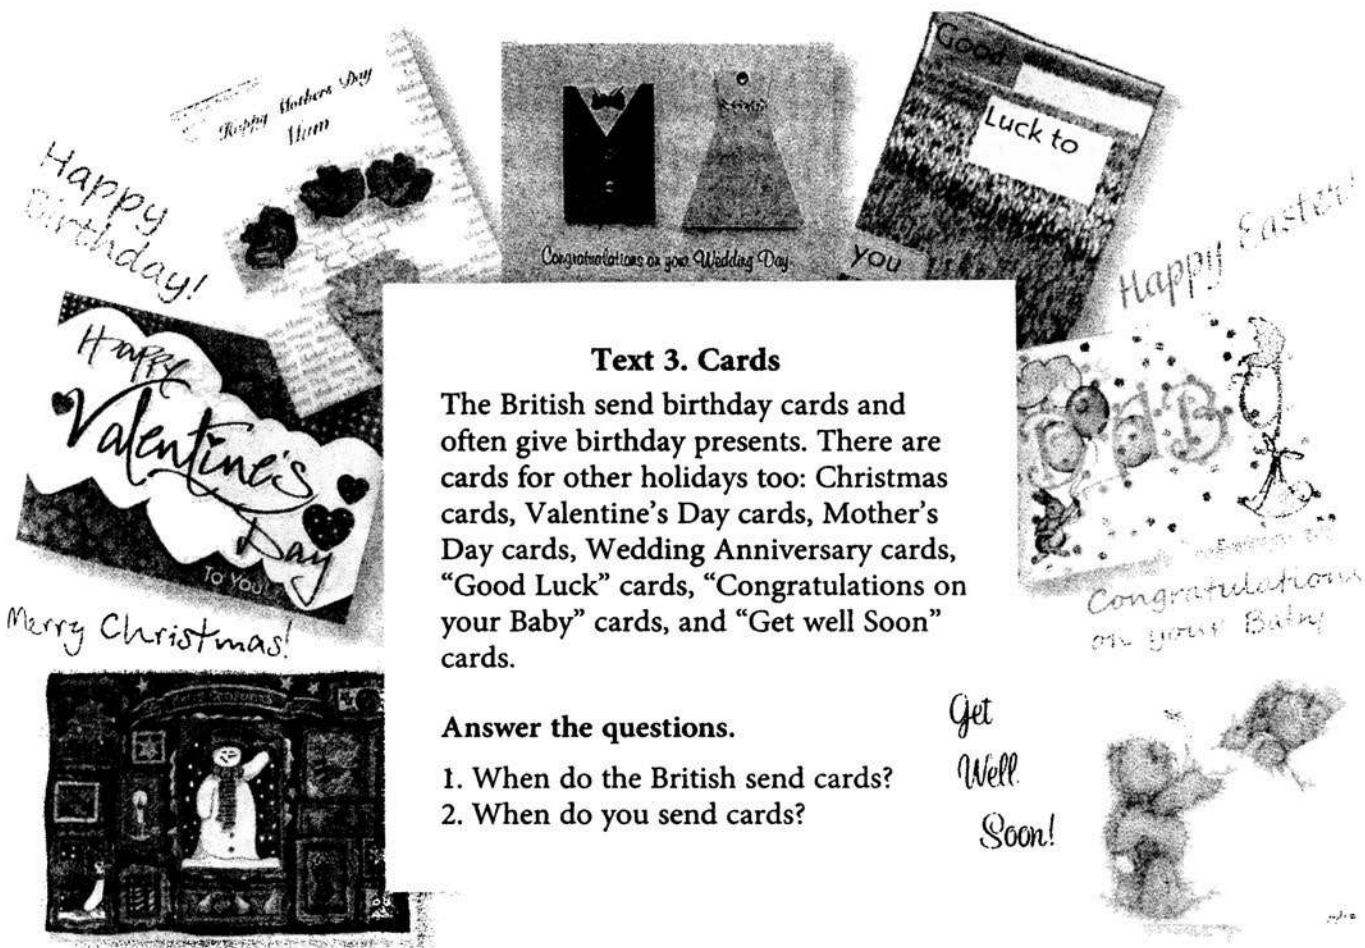 Happy Mothers Day
Mum
Happy
Birthday!
Congratulations on your Wedding Day
Good
Luck to
you
Happy Easter!
Happy
Valentine's
Day
To You!
Text 3. Cards
The British send birthday cards and
often give birthday presents. There are
cards for other holidays too: Christmas
cards, Valentine’s Day cards, Mother’s
Day cards, Wedding Anniversary cards,
“Good Luck” cards, “Congratulations on
your Baby” cards, and “Get well Soon”
cards.
Answer the questions.
1. When do the British send cards?
2. When do you send cards?
Merry Christmas!
Congratulations
on your Baby
Get
Well
Soon!